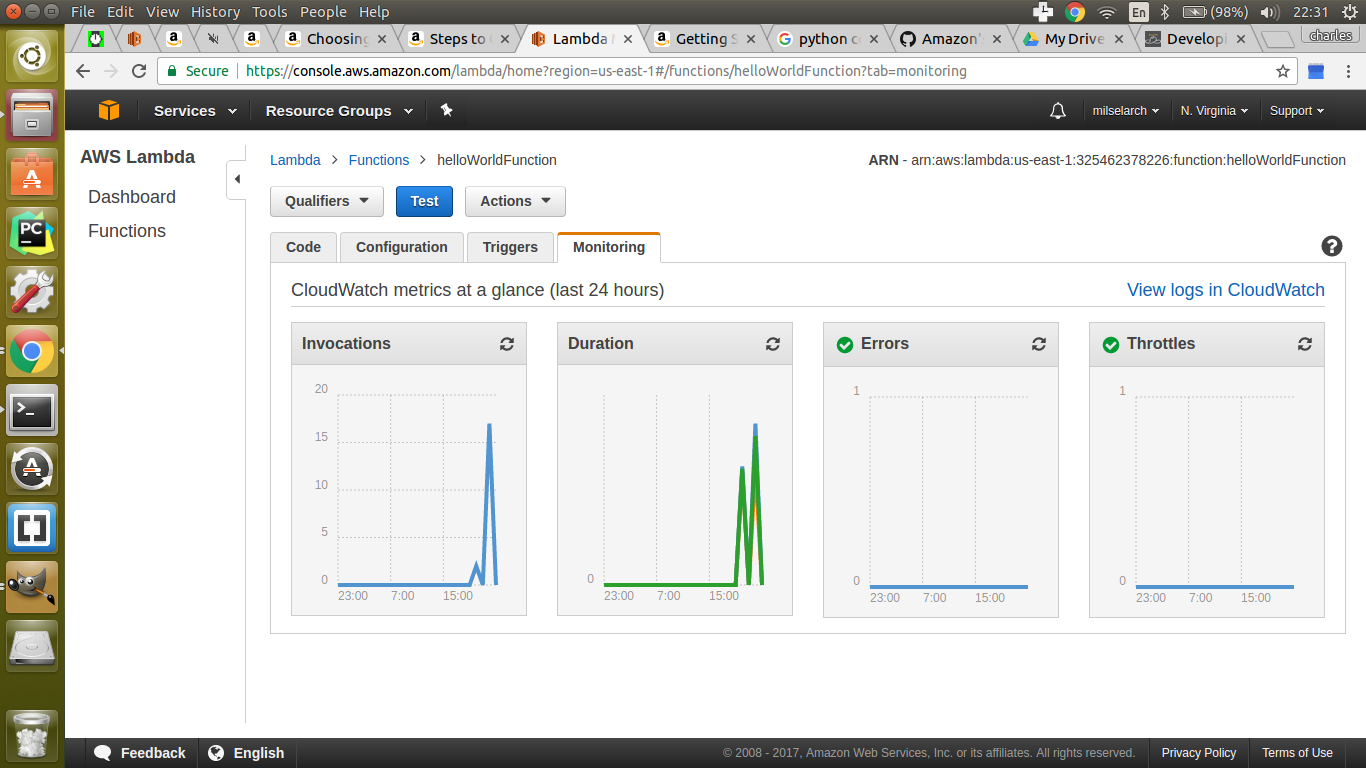 File Edit View History Tools People Help
En (98%) 22:31
Choosing Steps to Lambda Getting S python c Amazon's My Drive Develop charles
Secure https://console.aws.amazon.com/lambda/home?region=us-east-1#/functions/helloWorldFunction?tab=monitoring
Services Resource Groups milselarch N. Virginia Support
AWS Lambda
Dashboard
Functions
Lambda > Functions > helloWorldFunction
ARN - arn:aws:lambda:us-east-1:325462378226:function:helloWorldFunction
Qualifiers Test Actions
Code Configuration Triggers Monitoring
CloudWatch metrics at a glance (last 24 hours) View logs in CloudWatch
Invocations
20
15
10
5
0
23:00 7:00 15:00
Duration
0
23:00 7:00 15:00
Errors
1
0
23:00 7:00 15:00
Throttles
1
0
23:00 7:00 15:00
PC
Feedback English © 2008 - 2017, Amazon Web Services, Inc. or its affiliates. All rights reserved. Privacy Policy Terms of Use